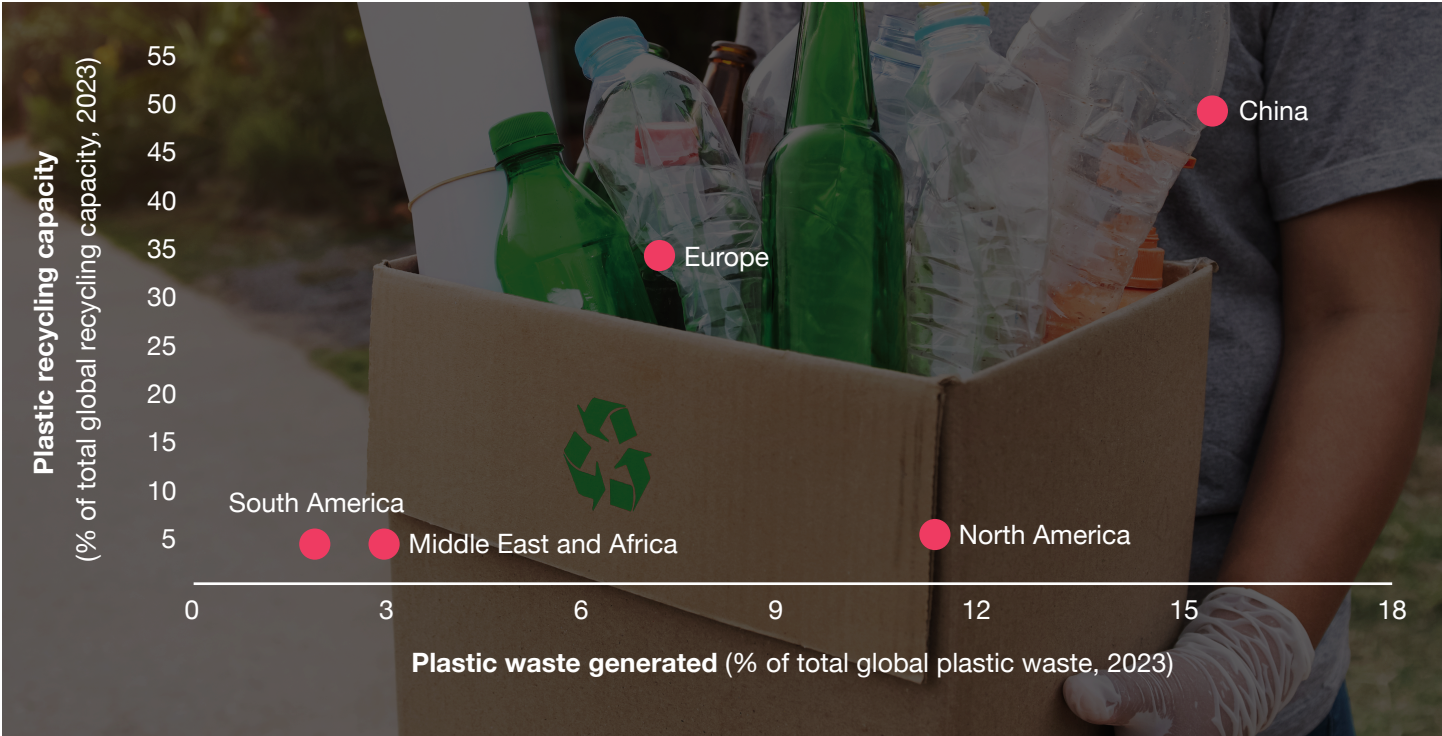 Plastic recycling capacity
(% of total global recycling capacity, 2023)
55
50
45
40
35
30
25
20
15
10
5
China
Europe
South America
Middle East and Africa
North America
0 3 6 9 12 15 18
Plastic waste generated (% of total global plastic waste, 2023)